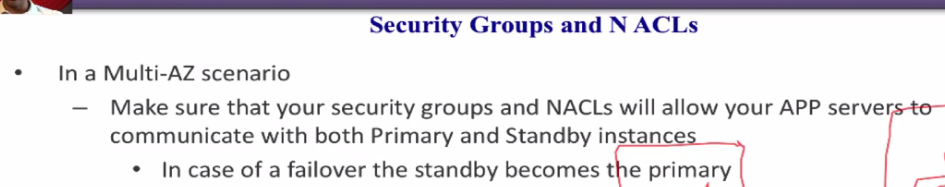 Security Groups and N ACLs
• In a Multi-AZ scenario
– Make sure that your security groups and NACLs will allow your APP servers to
communicate with both Primary and Standby instances
• In case of a failover the standby becomes the primary